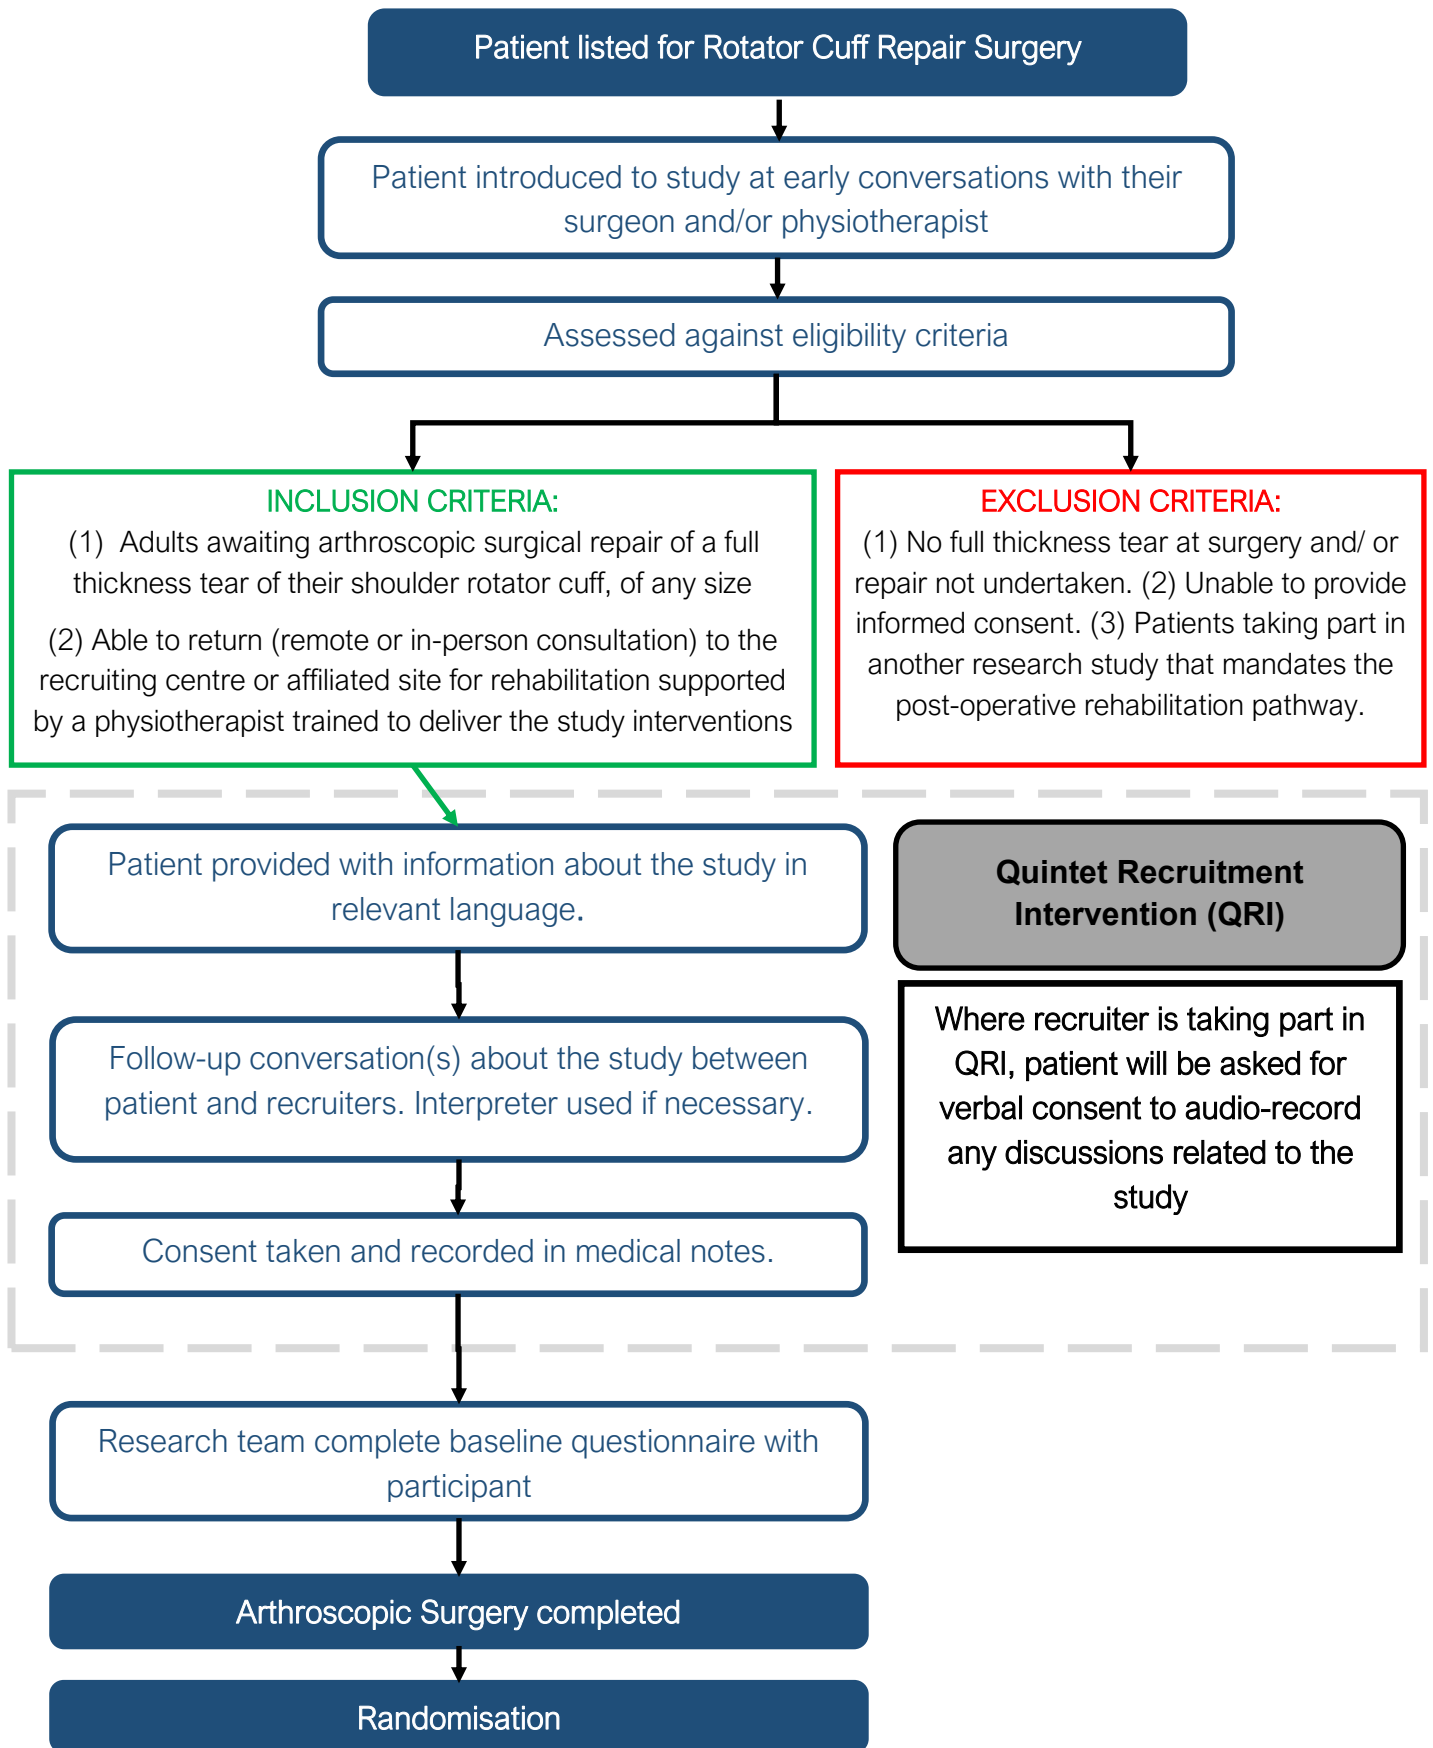 Patient listed for Rotator Cuff Repair Surgery
Patient introduced to study at early conversations with their
surgeon and/or physiotherapist
Assessed against eligibility criteria
INCLUSION CRITERIA:
(1) Adults awaiting arthroscopic surgical repair of a full
thickness tear of their shoulder rotator cuff, of any size
(2) Able to return (remote or in-person consultation) to the
recruiting centre or affiliated site for rehabilitation supported
by a physiotherapist trained to deliver the study interventions
EXCLUSION CRITERIA:
(1) No full thickness tear at surgery and/ or
repair not undertaken. (2) Unable to provide
informed consent. (3) Patients taking part in
another research study that mandates the
post-operative rehabilitation pathway.
Patient provided with information about the study in
relevant language.
Follow-up conversation(s) about the study between
patient and recruiters. Interpreter used if necessary.
Consent taken and recorded in medical notes.
Quintet Recruitment
Intervention (QRI)
Where recruiter is taking part in
QRI, patient will be asked for
verbal consent to audio-record
any discussions related to the
study
Research team complete baseline questionnaire with
participant
Arthroscopic Surgery completed
Randomisation